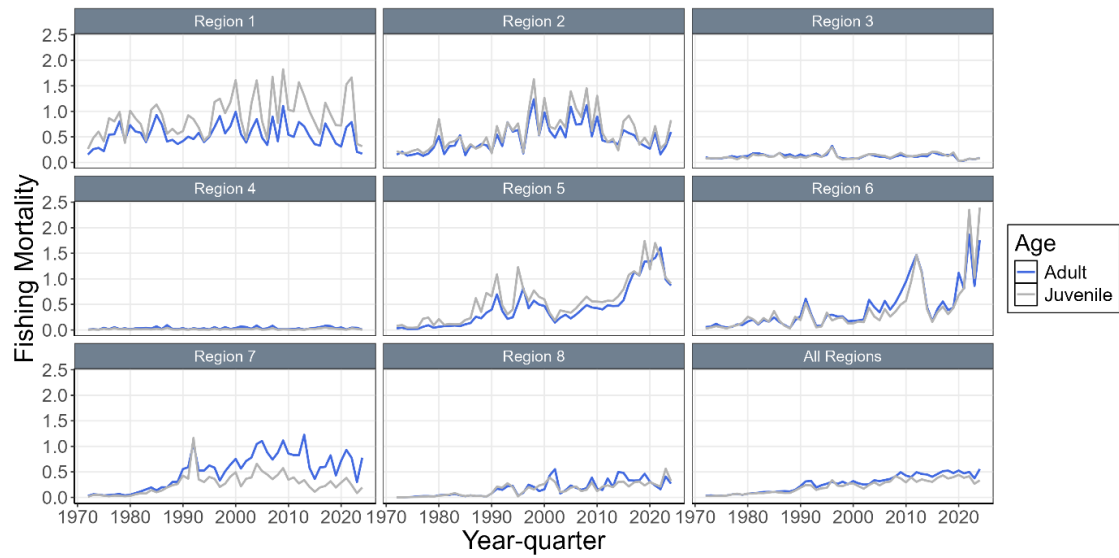 Region 1 Region 2 Region 3
2.5
2.0
1.5
1.0
0.5
0.0
Region 4 Region 5 Region 6
2.5
2.0
1.5
1.0
0.5
0.0
Region 7 Region 8 All Regions
2.5
2.0
1.5
1.0
0.5
0.0
1970 1980 1990 2000 2010 2020 1970 1980 1990 2000 2010 2020 1970 1980 1990 2000 2010 2020
Fishing Mortality
Year-quarter
Age
Adult
Juvenile